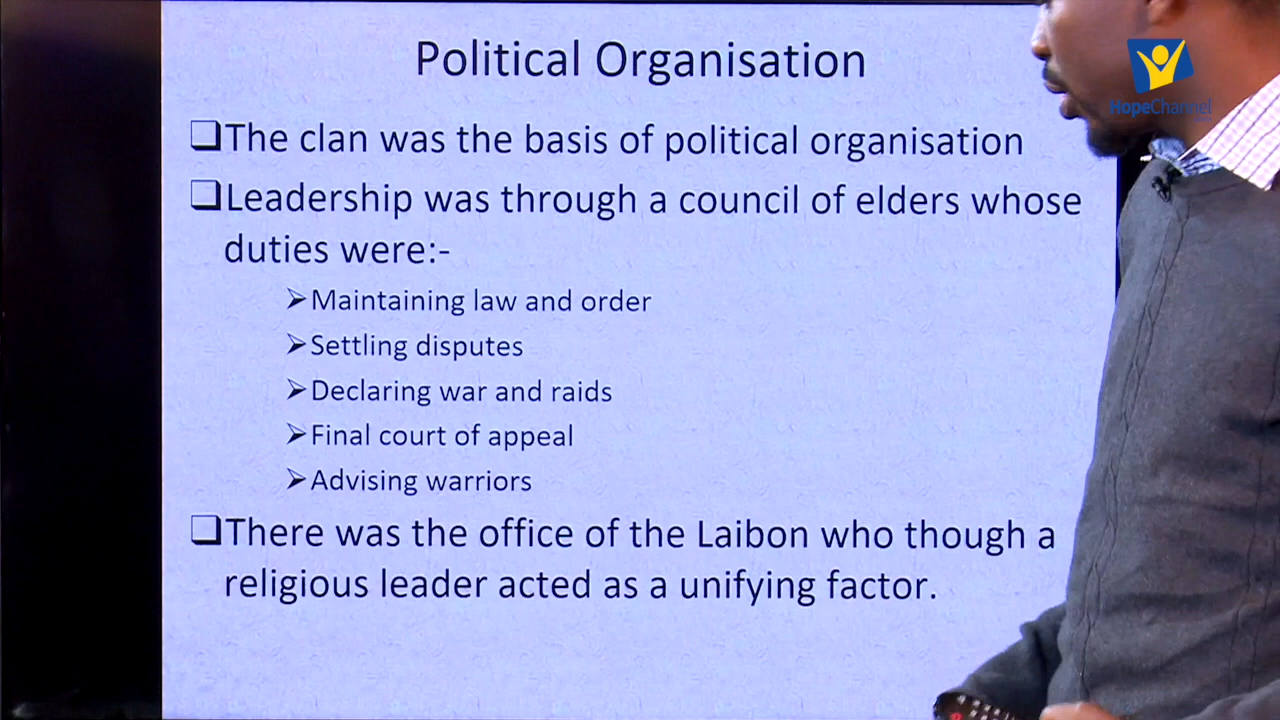 Political Organisation
HopeChannel
❑The clan was the basis of political organisation
❑Leadership was through a council of elders whose
duties were:-
➢Maintaining law and order
➢Settling disputes
➢Declaring war and raids
➢Final court of appeal
➢Advising warriors
❑There was the office of the Laibon who though a
religious leader acted as a unifying factor.